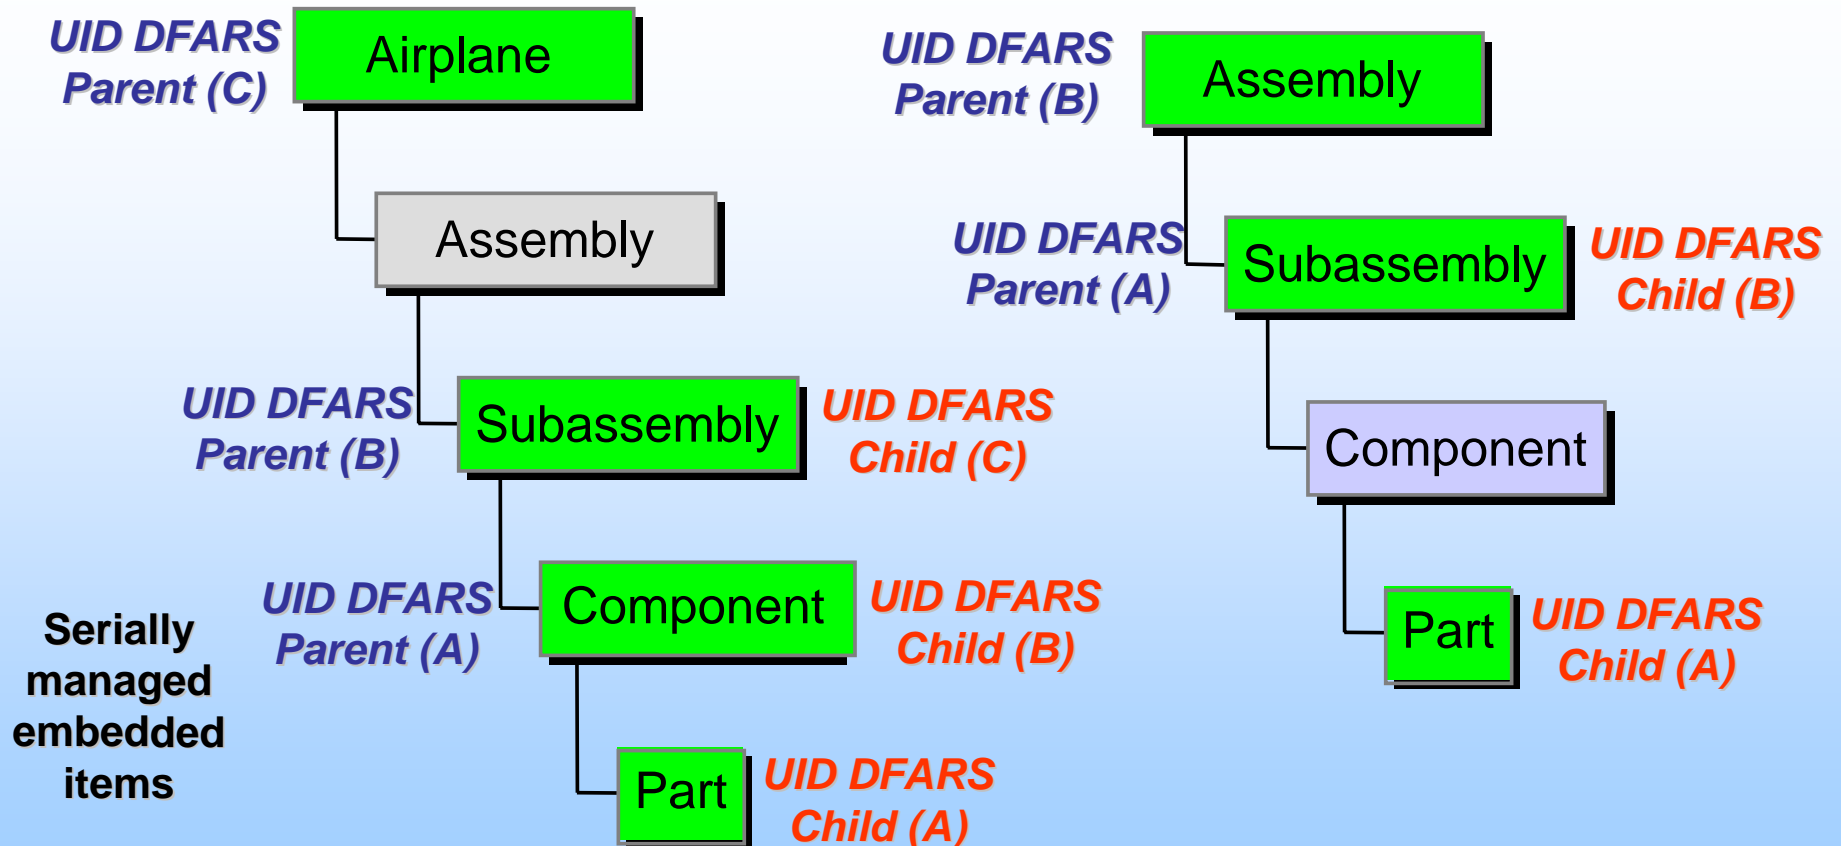 UID DFARS
Parent (C)
Airplane
Assembly
UID DFARS
Parent (B)
Subassembly
UID DFARS
Child (C)
UID DFARS
Parent (A)
Component
UID DFARS
Child (B)
Part
UID DFARS
Child (A)
Serially
managed
embedded
items
UID DFARS
Parent (B)
Assembly
UID DFARS
Parent (A)
Subassembly
UID DFARS
Child (B)
Component
Part
UID DFARS
Child (A)